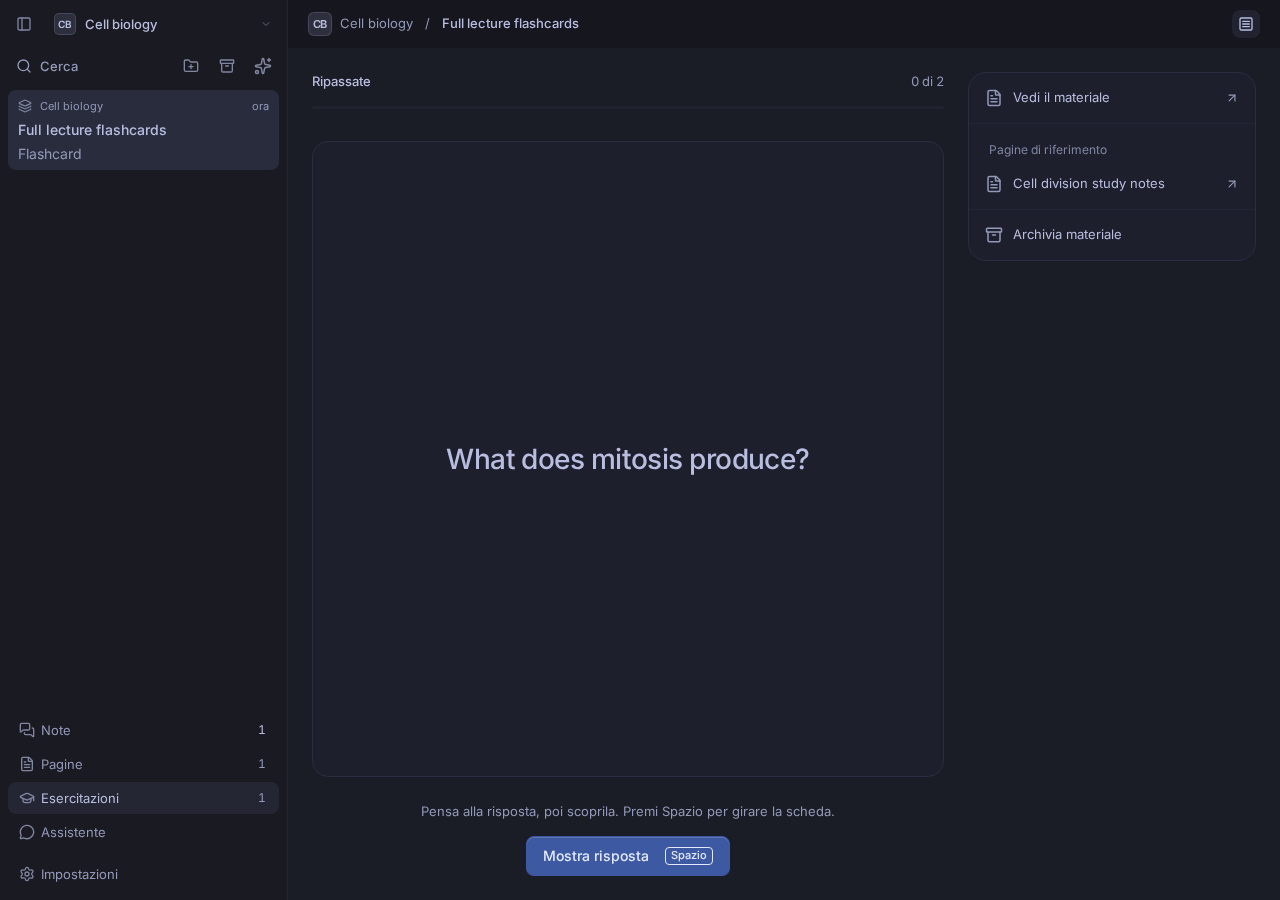 CB Cell biology
Cerca
Cell biology ora
Full lecture flashcards
Flashcard
Note 1
Pagine 1
Esercitazioni 1
Assistente
Impostazioni
CB Cell biology / Full lecture flashcards
Ripassate 0 di 2
What does mitosis produce?
Pensa alla risposta, poi scoprila. Premi Spazio per girare la scheda.
Mostra risposta Spazio
Vedi il materiale
Pagine di riferimento
Cell division study notes
Archivia materiale